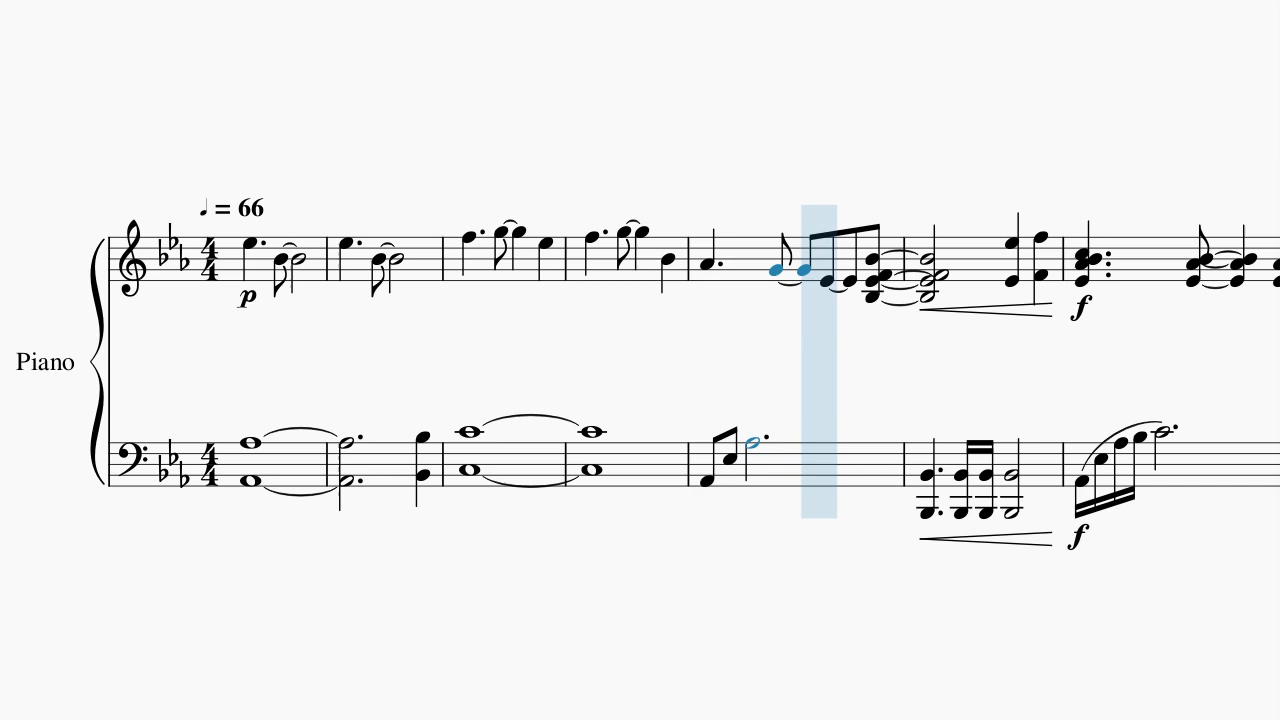 ♩ = 66
p
f
Piano
f